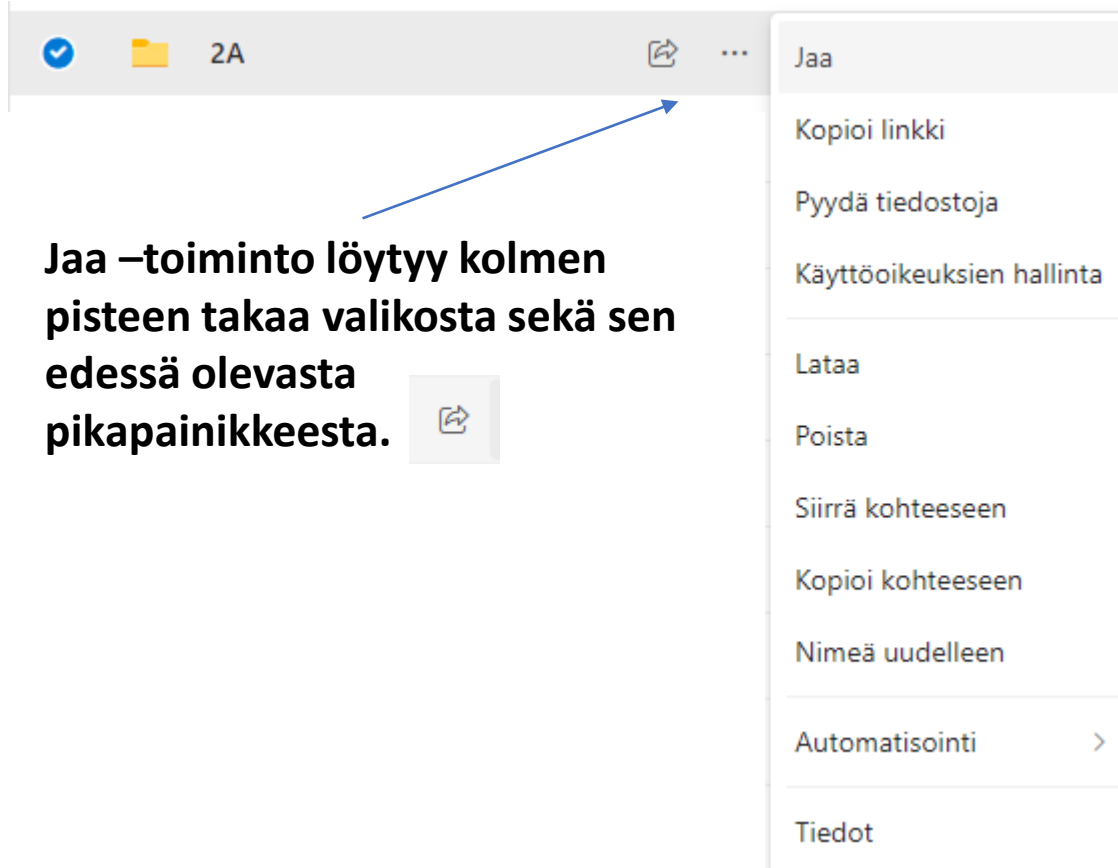 2A
Jaa –toiminto löytyy kolmen
pisteen takaa valikosta sekä sen
edessä olevasta
pikapainikkeesta.
Jaa
Kopioi linkki
Pyydä tiedostoja
Käyttöoikeuksien hallinta
Lataa
Poista
Siirrä kohteeseen
Kopioi kohteeseen
Nimeä uudelleen
Automatisointi
Tiedot